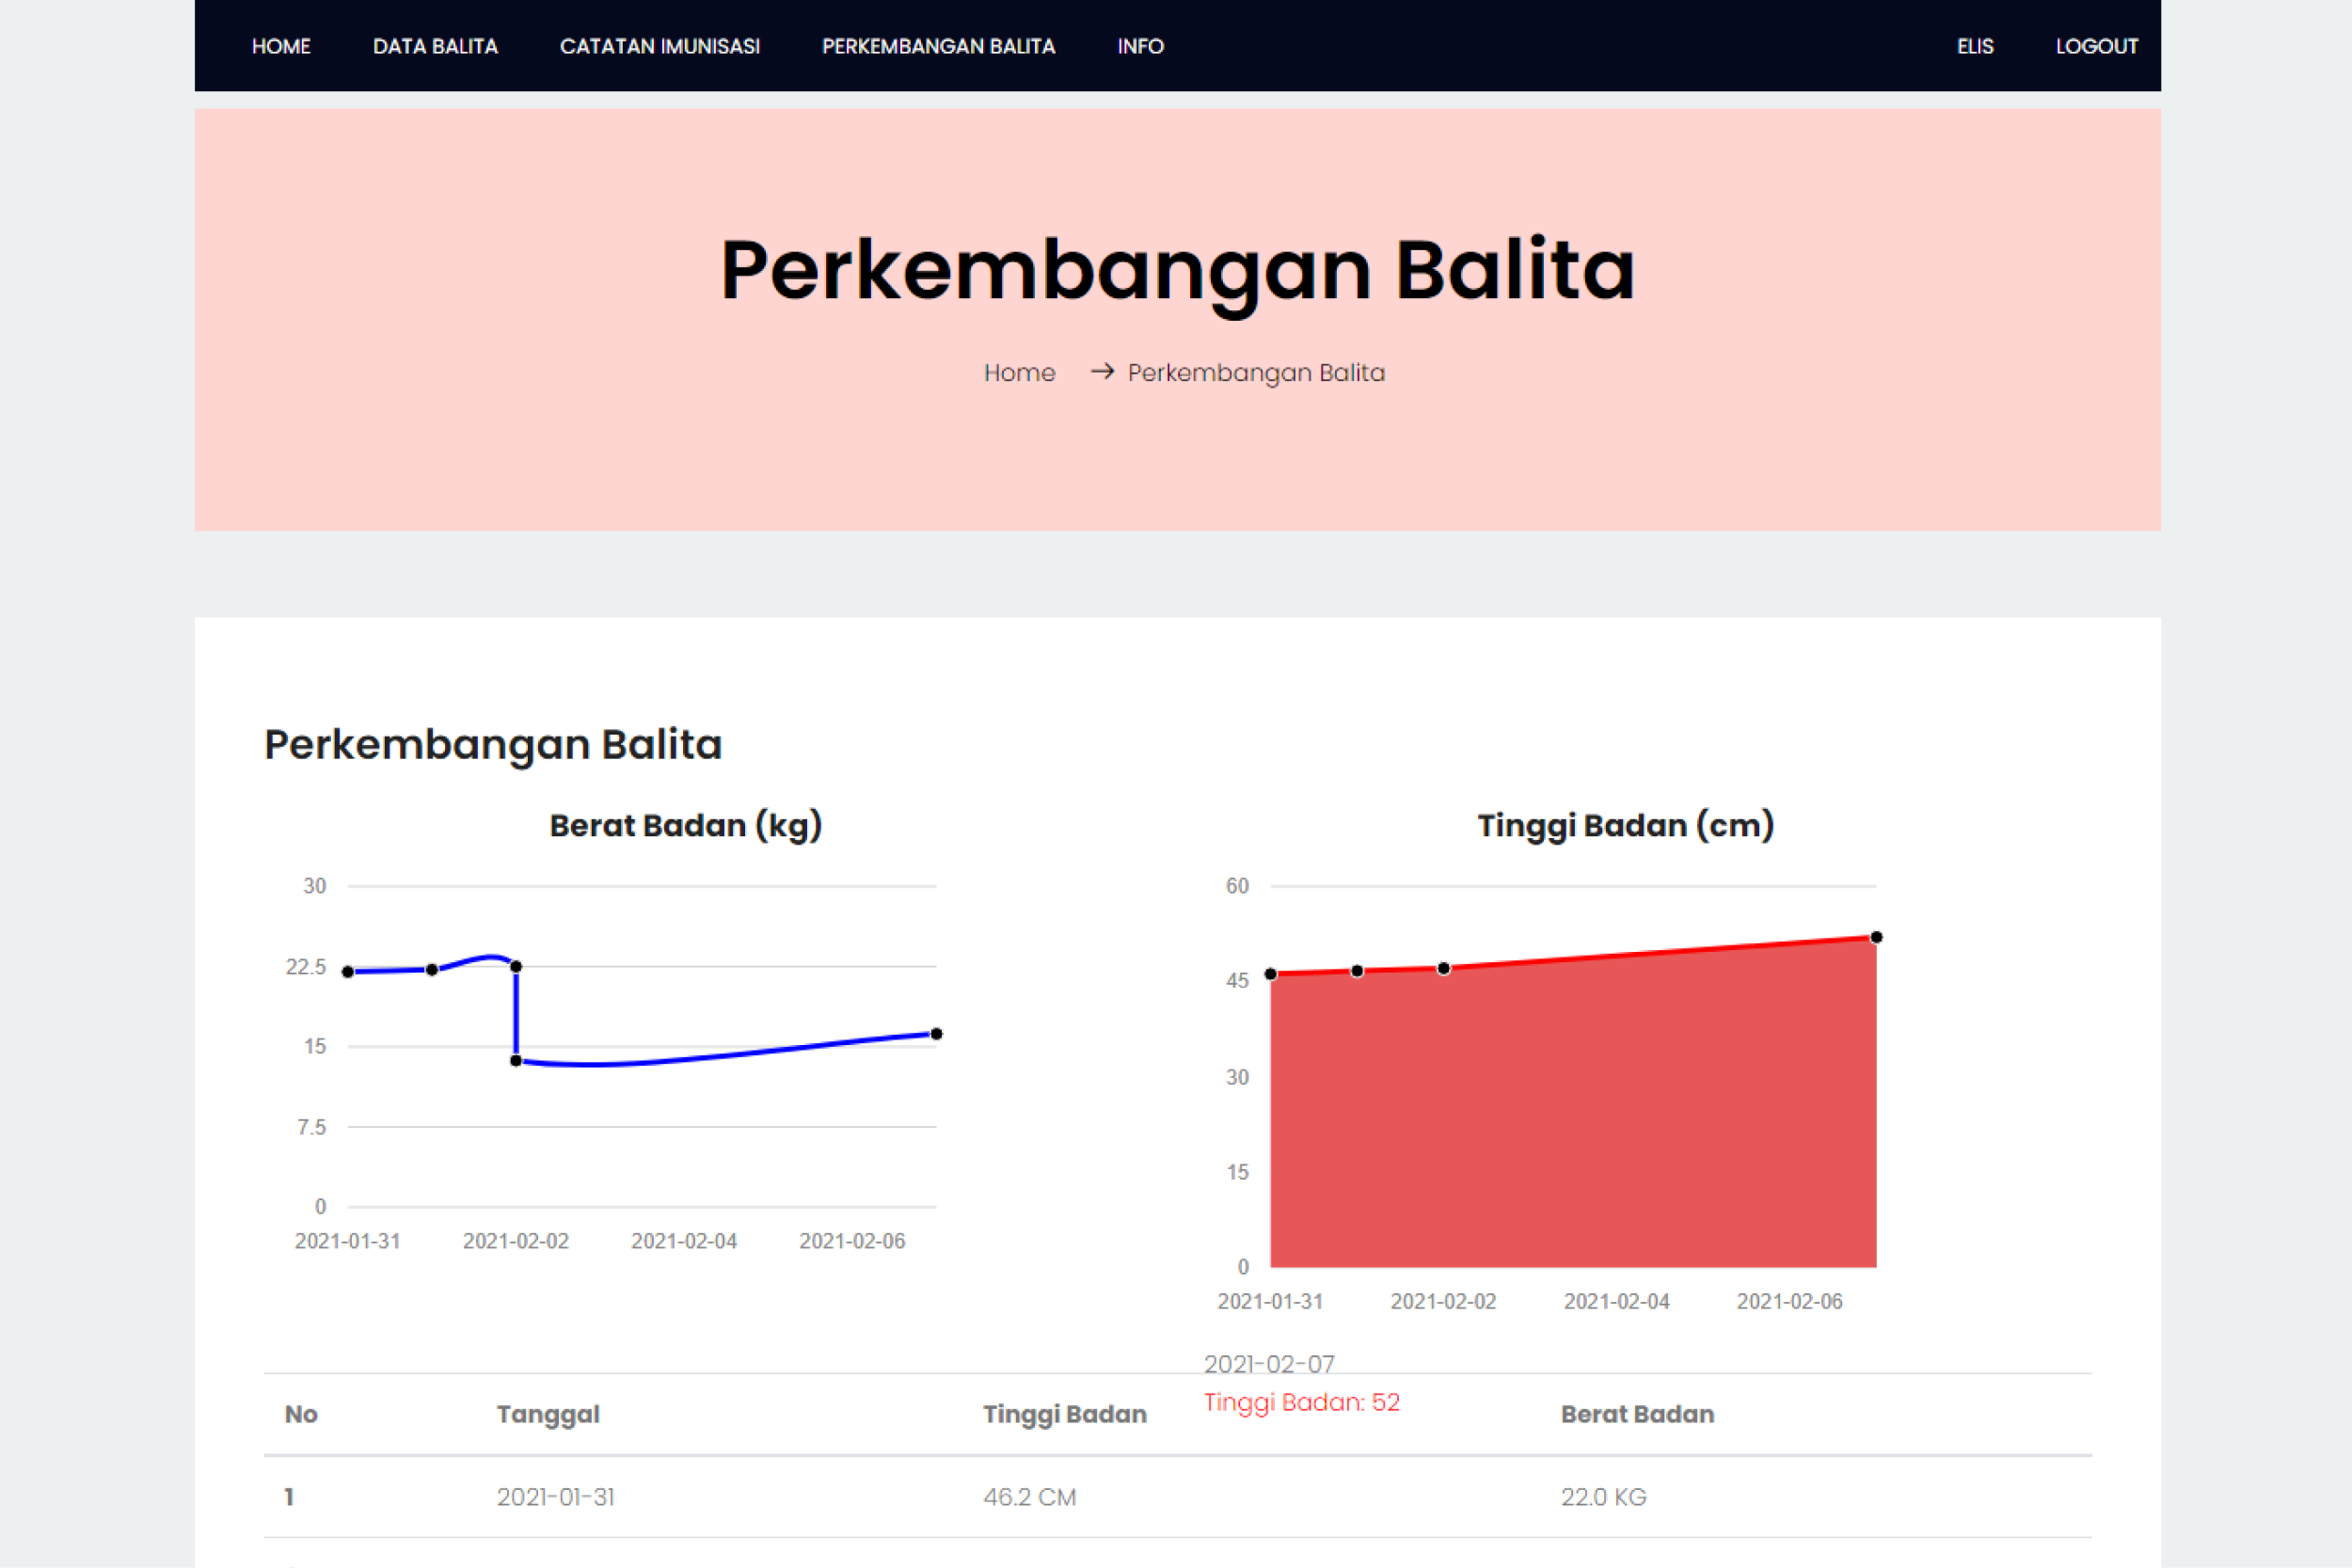 HOME DATA BALITA CATATAN IMUNISASI PERKEMBANGAN BALITA INFO ELIS LOGOUT
Perkembangan Balita
Home → Perkembangan Balita
Perkembangan Balita
Berat Badan (kg)
30
22.5
15
7.5
0
2021-01-31 2021-02-02 2021-02-04 2021-02-06
Tinggi Badan (cm)
60
45
30
15
0
2021-01-31 2021-02-02 2021-02-04 2021-02-06
2021-02-07
Tinggi Badan: 52
No Tanggal Tinggi Badan Berat Badan
1 2021-01-31 46.2 CM 22.0 KG